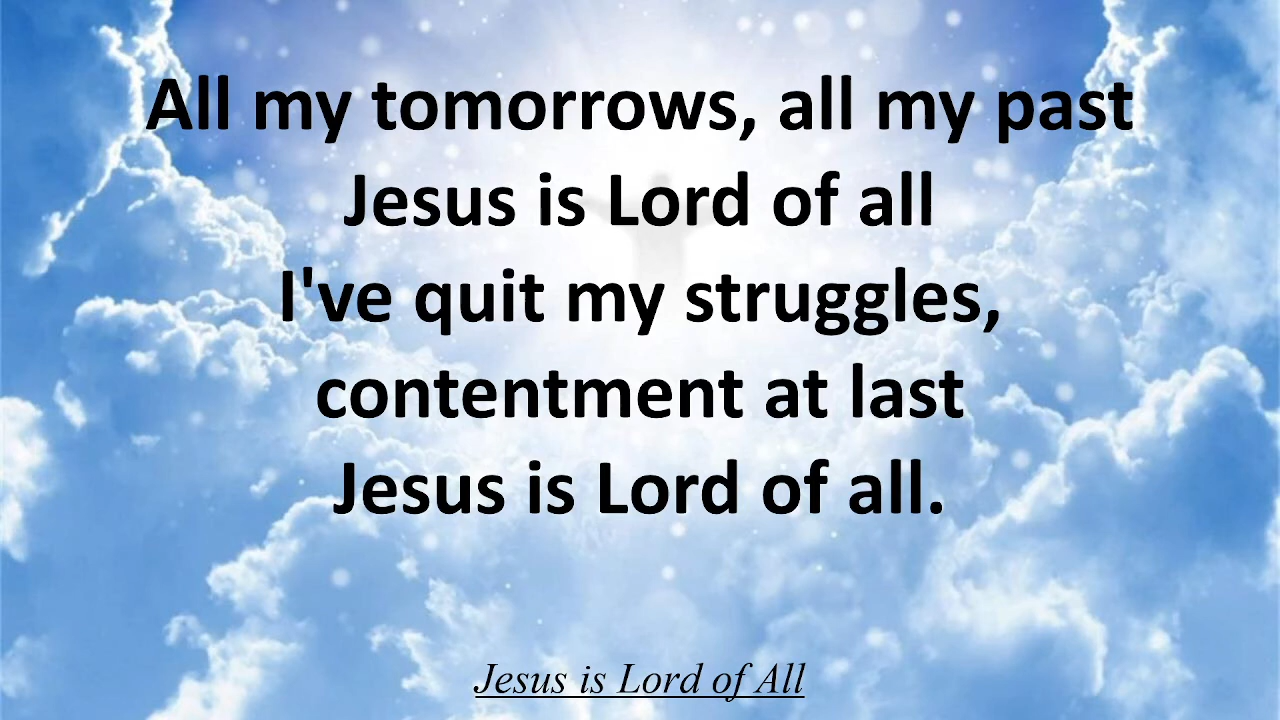 All my tomorrows, all my past
Jesus is Lord of all
I've quit my struggles,
contentment at last
Jesus is Lord of all.
Jesus is Lord of All